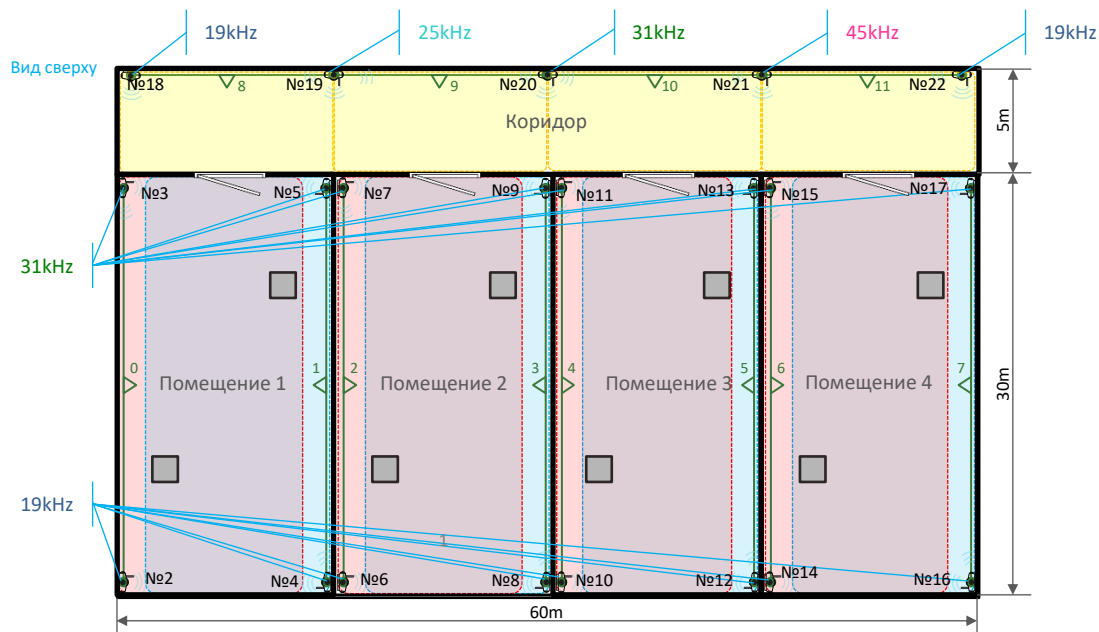 19kHz 25kHz 31kHz 45kHz 19kHz
Вид сверху
№18 8 №19 9 №20 10 №21 11 №22
Коридор
5m
№3 №5 №7 №9 №11 №13 №15 №17
31kHz
0 1 2 3 4 5 6 7
Помещение 1 Помещение 2 Помещение 3 Помещение 4
30m
19kHz
1
№2 №4 №6 №8 №10 №12 №14 №16
60m